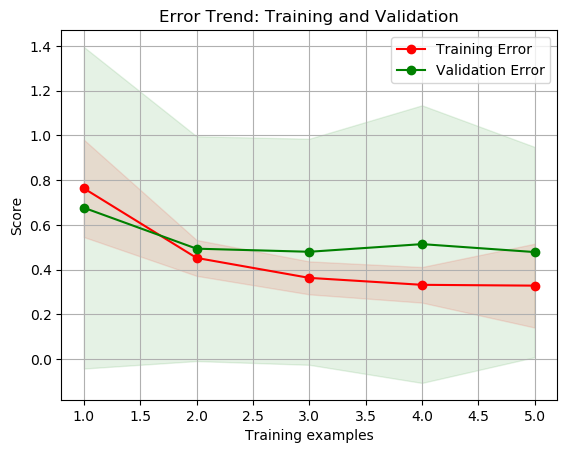 Error Trend: Training and Validation
Training Error
Validation Error
Score
1.4
1.2
1.0
0.8
0.6
0.4
0.2
0.0
1.0 1.5 2.0 2.5 3.0 3.5 4.0 4.5 5.0
Training examples